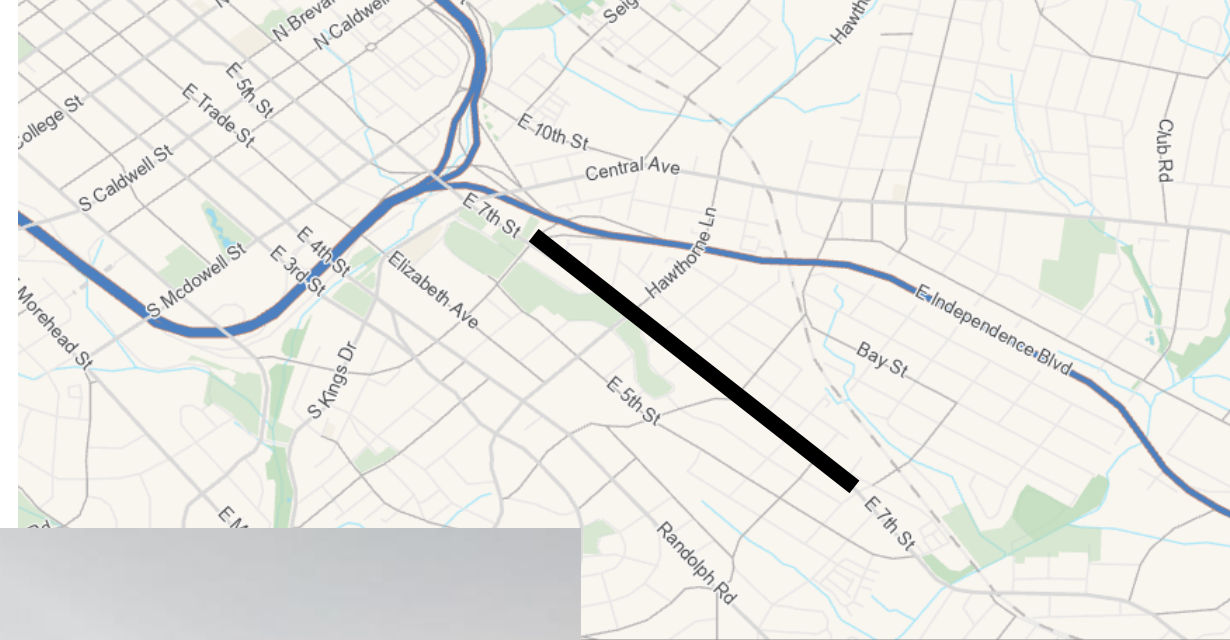 N Caldwell
E 5th St
E Trade St
College St
S Caldwell St
E 10th St
Central Ave
Club Rd
E 7th St
Hawthorne Ln
E 4th St
E 3rd St
S Mcdowell St
Elizabeth Ave
Morehead St
E Independence Blvd
Bay St
S Kings Dr
E 5th St
E 7th St
Randolph Rd
Rd